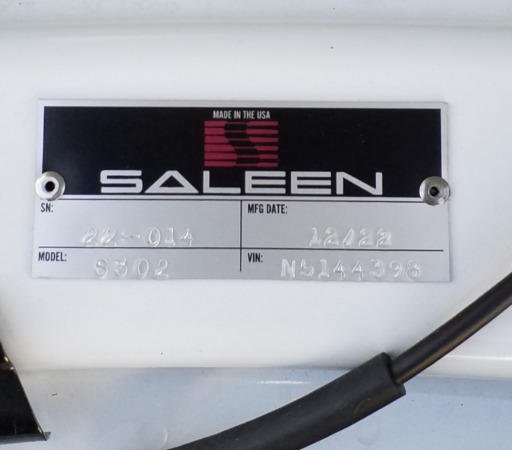 MADE IN THE USA
SALEEN
SN: 22-014
MFG DATE: 12/22
MODEL: S302
VIN: N5144398